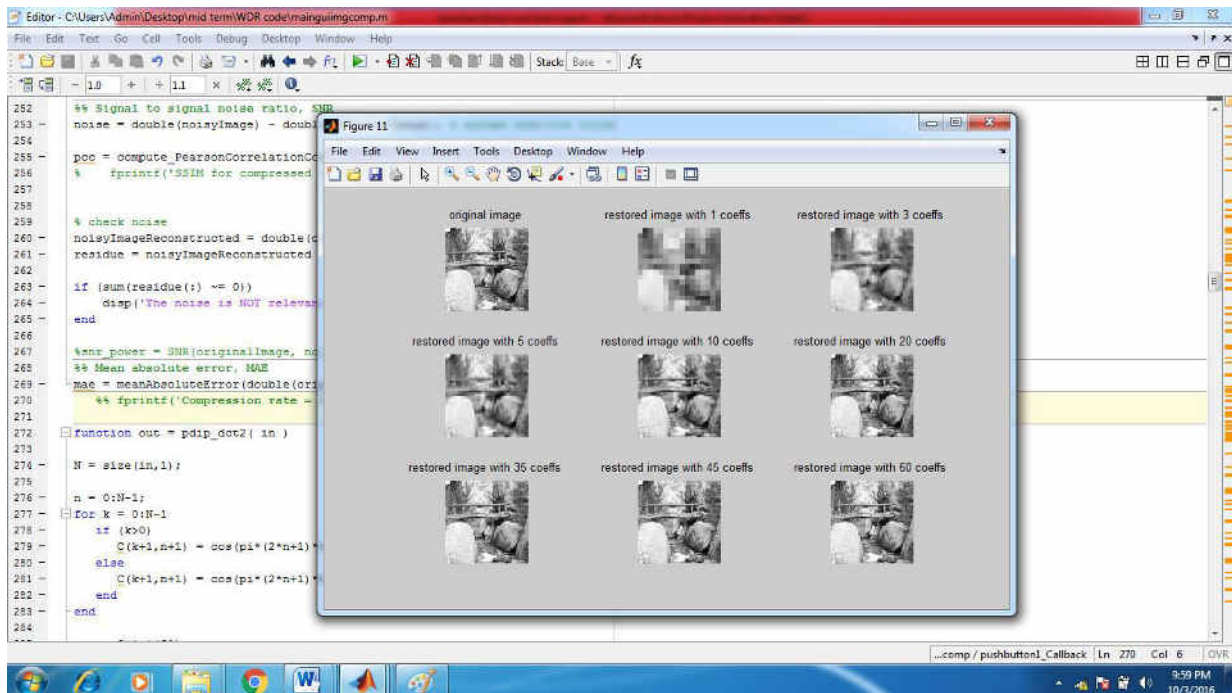 Editor - C:\Users\Admin\Desktop\mid term\WDR code\mainguiimgcomp.m
File Edit Text Go Cell Tools Debug Desktop Window Help
Stack: Base fx
- 1.0 + ÷ 1.1 ×
252 %% Signal to signal noise ratio, SNR
253 - noise = double(noisyImage) - doubl
254
255 - pcc = compute_PearsonCorrelationCo
256 % fprintf('SSIM for compressed
257
258
259 % check noise
260 - noisyImageReconstructed = double(o
261 - residue = noisyImageReconstructed
262
263 - if (sum(residue(:) ~= 0))
264 - disp('The noise is NOT relevan
265 - end
266
267 %snr_power = SNR(originalImage, no
268 %% Mean absolute error, MAE
269 - mae = meanAbsoluteError(double(ori
270 %% fprintf('Compression rate =
271
272 function out = pdip_dct2( in )
273
274 - N = size(in,1);
275
276 - n = 0:N-1;
277 - for k = 0:N-1
278 - if (k>0)
279 - C(k+1,n+1) = cos(pi*(2*n+1)*
280 - else
281 - C(k+1,n+1) = cos(pi*(2*n+1)*
282 - end
283 - end
284
Figure 11
File Edit View Insert Tools Desktop Window Help
original image
restored image with 1 coeffs
restored image with 3 coeffs
restored image with 5 coeffs
restored image with 10 coeffs
restored image with 20 coeffs
restored image with 35 coeffs
restored image with 45 coeffs
restored image with 60 coeffs
...comp / pushbutton1_Callback Ln 270 Col 6 OVR
9:59 PM
10/3/2016